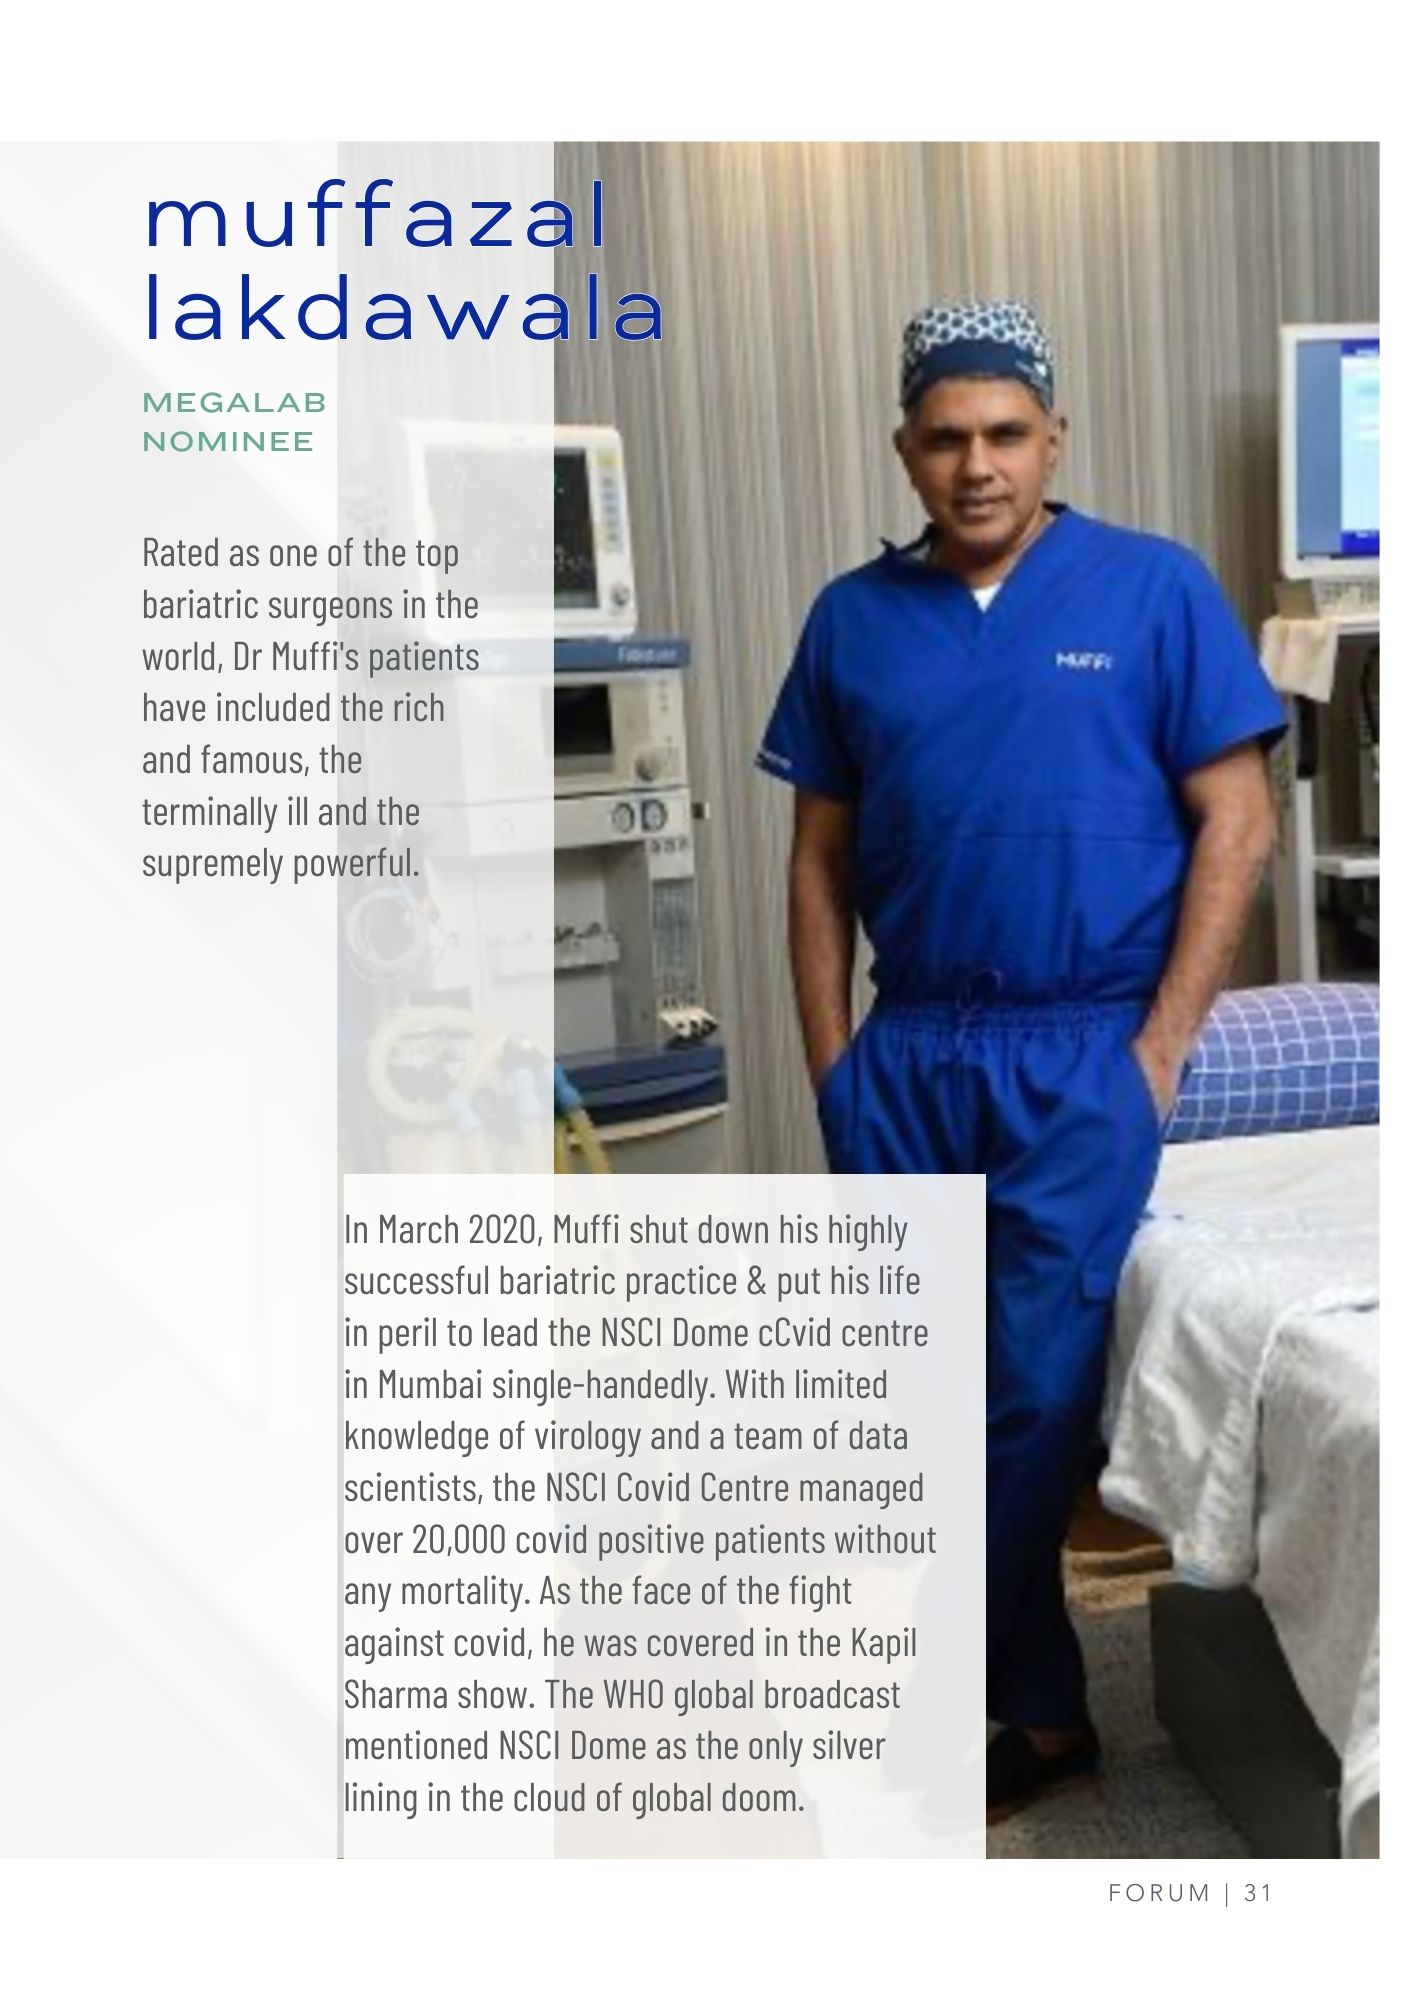 muffazal
lakdawala
MEGALAB
NOMINEE
Rated as one of the top
bariatric surgeons in the
world, Dr Muffi's patients
have included the rich
and famous, the
terminally ill and the
supremely powerful.
MUFFI
In March 2020, Muffi shut down his highly
successful bariatric practice & put his life
in peril to lead the NSCI Dome cCvid centre
in Mumbai single-handedly. With limited
knowledge of virology and a team of data
scientists, the NSCI Covid Centre managed
over 20,000 covid positive patients without
any mortality. As the face of the fight
against covid, he was covered in the Kapil
Sharma show. The WHO global broadcast
mentioned NSCI Dome as the only silver
lining in the cloud of global doom.
FORUM | 31